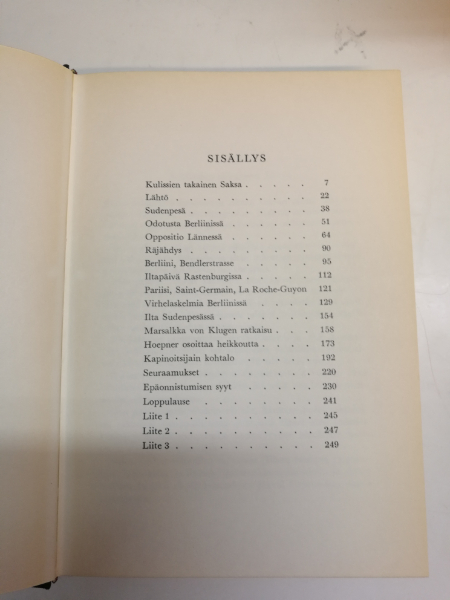 SISÄLLYS
Kulissien takainen Saksa . . . . . 7
Lähtö . . . . . . . . . 22
Sudenpesä . . . . . . . . 38
Odotusta Berliinissä . . . . . . 51
Oppositio Lännessä . . . . . . 64
Räjähdys . . . . . . . . 90
Berliini, Bendlerstrasse . . . . . 95
Iltapäivä Rastenburgissa . . . . . 112
Pariisi, Saint-Germain, La Roche-Guyon 121
Virhelaskelmia Berliinissä . . . . . 129
Ilta Sudenpesässä . . . . . . . 154
Marsalkka von Klugen ratkaisu . . . . 158
Hoepner osoittaa heikkoutta . . . . 173
Kapinoitsijain kohtalo . . . . . . 192
Seuraamukset . . . . . . . . 220
Epäonnistumisen syyt . . . . . . 230
Loppulause . . . . . . . . 241
Liite 1 . . . . . . . . . 245
Liite 2 . . . . . . . . . 247
Liite 3 . . . . . . . . . 249